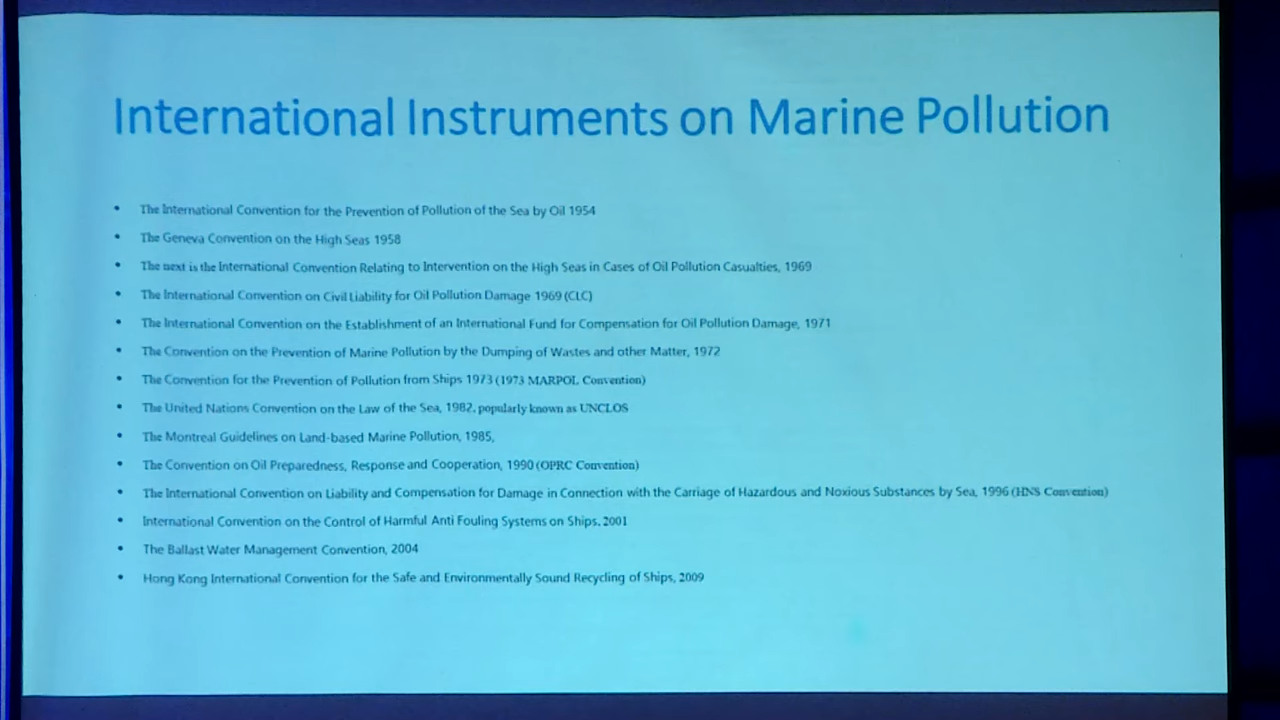 International Instruments on Marine Pollution
• The International Convention for the Prevention of Pollution of the Sea by Oil 1954
• The Geneva Convention on the High Seas 1958
• The next is the International Convention Relating to Intervention on the High Seas in Cases of Oil Pollution Casualties, 1969
• The International Convention on Civil Liability for Oil Pollution Damage 1969 (CLC)
• The International Convention on the Establishment of an International Fund for Compensation for Oil Pollution Damage, 1971
• The Convention on the Prevention of Marine Pollution by the Dumping of Wastes and other Matter, 1972
• The Convention for the Prevention of Pollution from Ships 1973 (1973 MARPOL Convention)
• The United Nations Convention on the Law of the Sea, 1982, popularly known as UNCLOS
• The Montreal Guidelines on Land-based Marine Pollution, 1985,
• The Convention on Oil Preparedness, Response and Cooperation, 1990 (OPRC Convention)
• The International Convention on Liability and Compensation for Damage in Connection with the Carriage of Hazardous and Noxious Substances by Sea, 1996 (HNS Convention)
• International Convention on the Control of Harmful Anti Fouling Systems on Ships, 2001
• The Ballast Water Management Convention, 2004
• Hong Kong International Convention for the Safe and Environmentally Sound Recycling of Ships, 2009